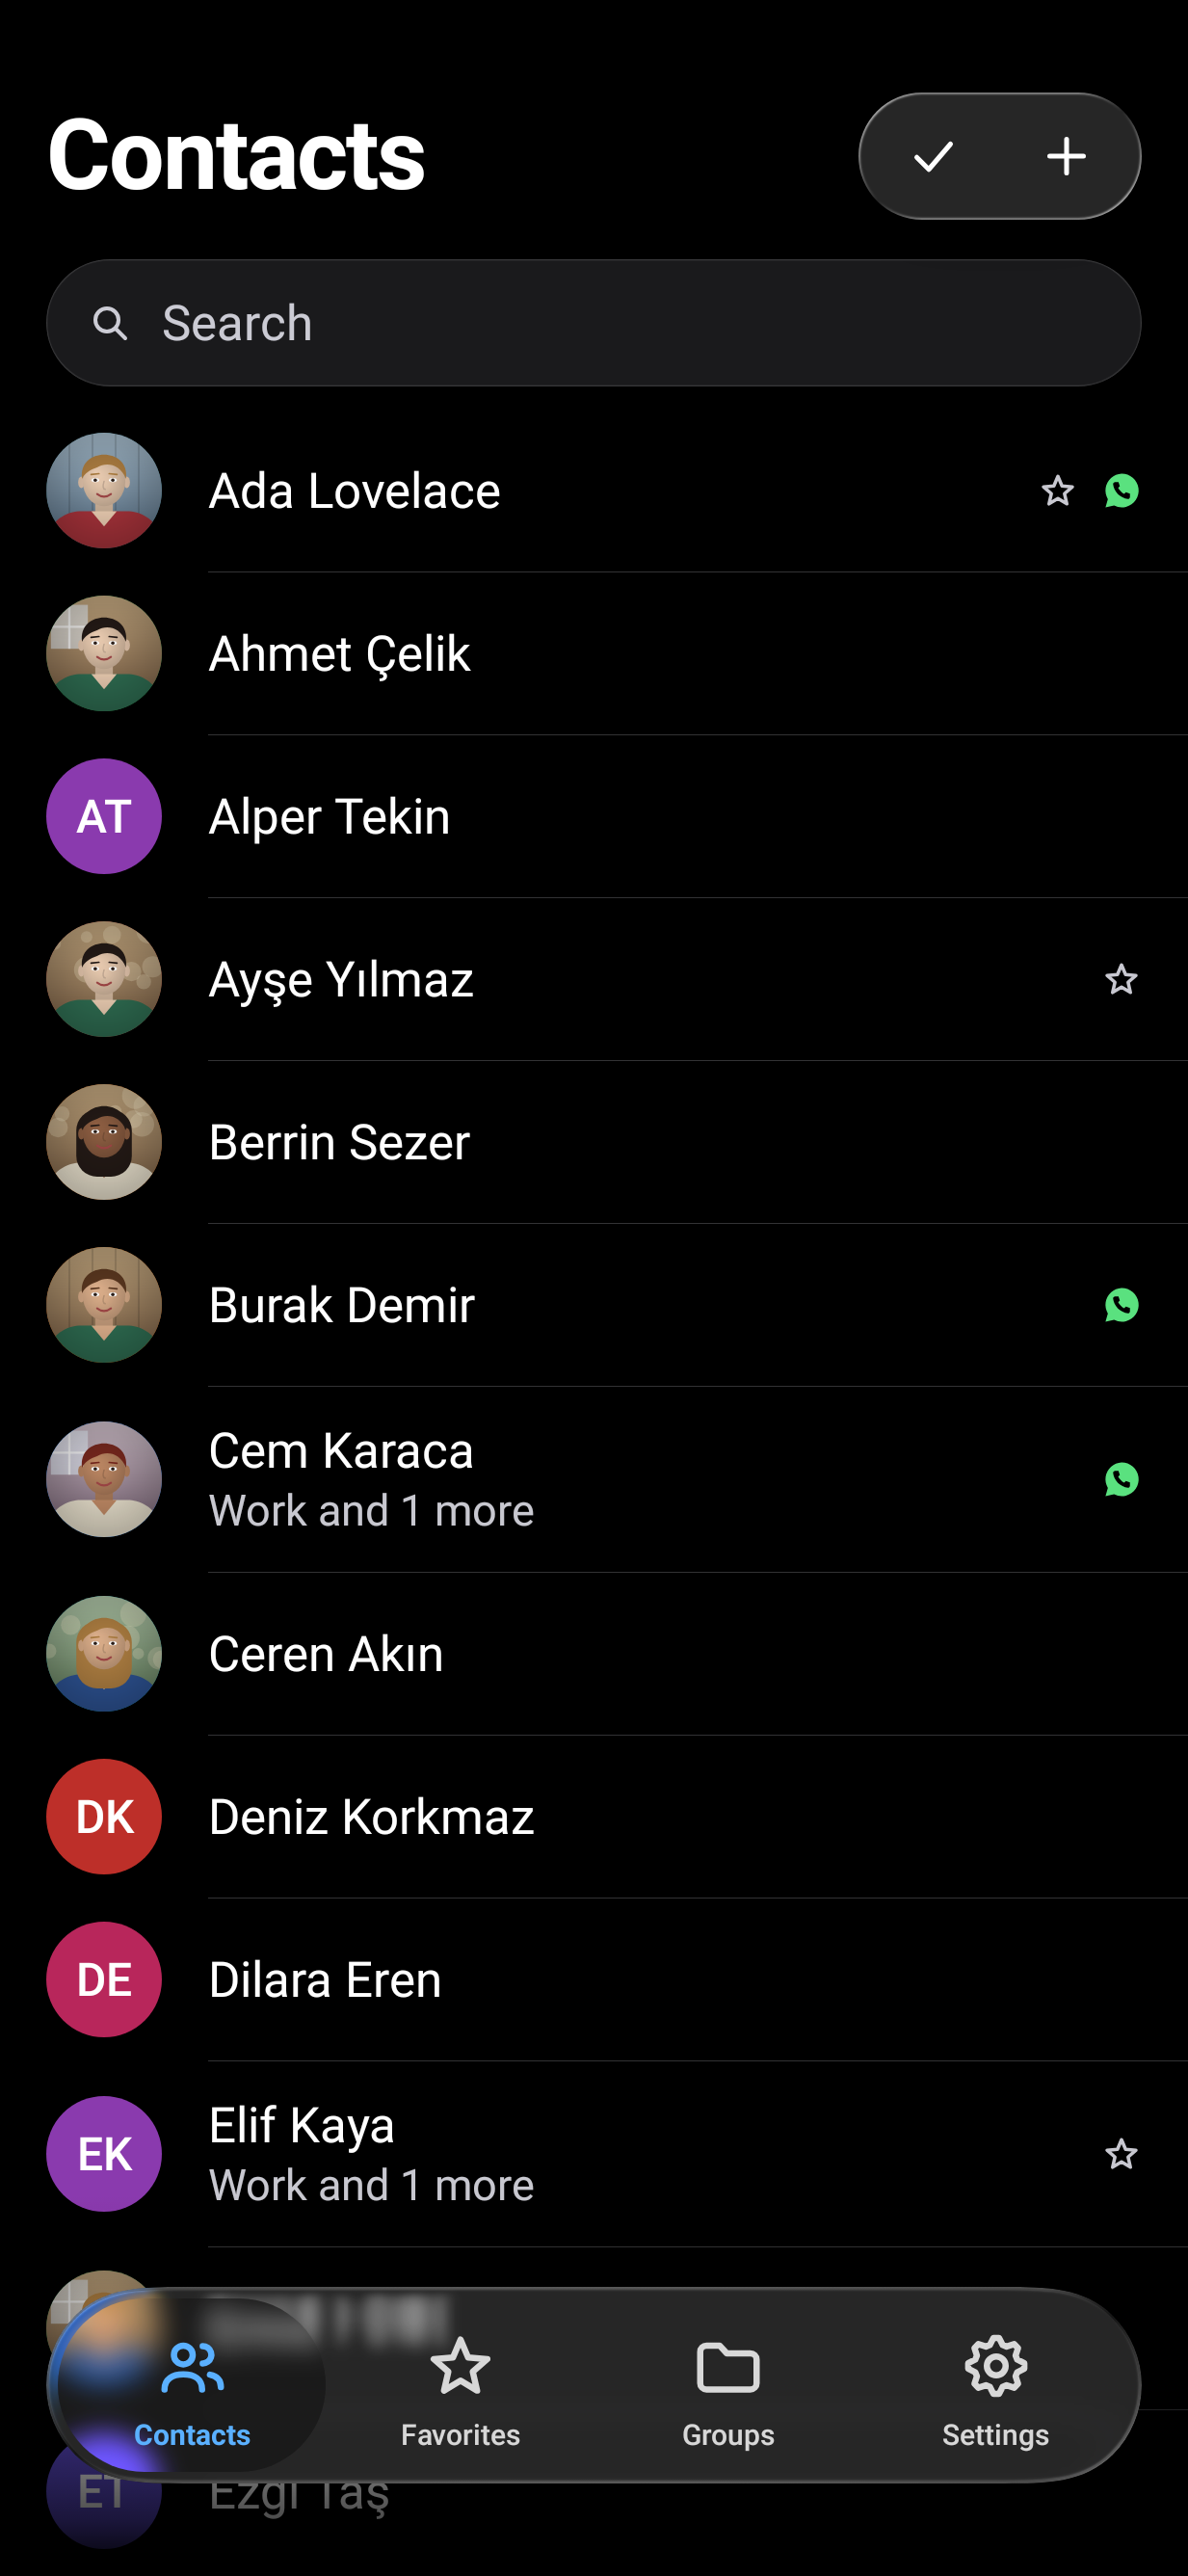 Contacts
Search
Ada Lovelace
Ahmet Çelik
AT
Alper Tekin
Ayşe Yılmaz
Berrin Sezer
Burak Demir
Cem Karaca
Work and 1 more
Ceren Akın
DK
Deniz Korkmaz
DE
Dilara Eren
EK
Elif Kaya
Work and 1 more
Contacts
Favorites
Groups
Settings
ET
Ezgi Taş